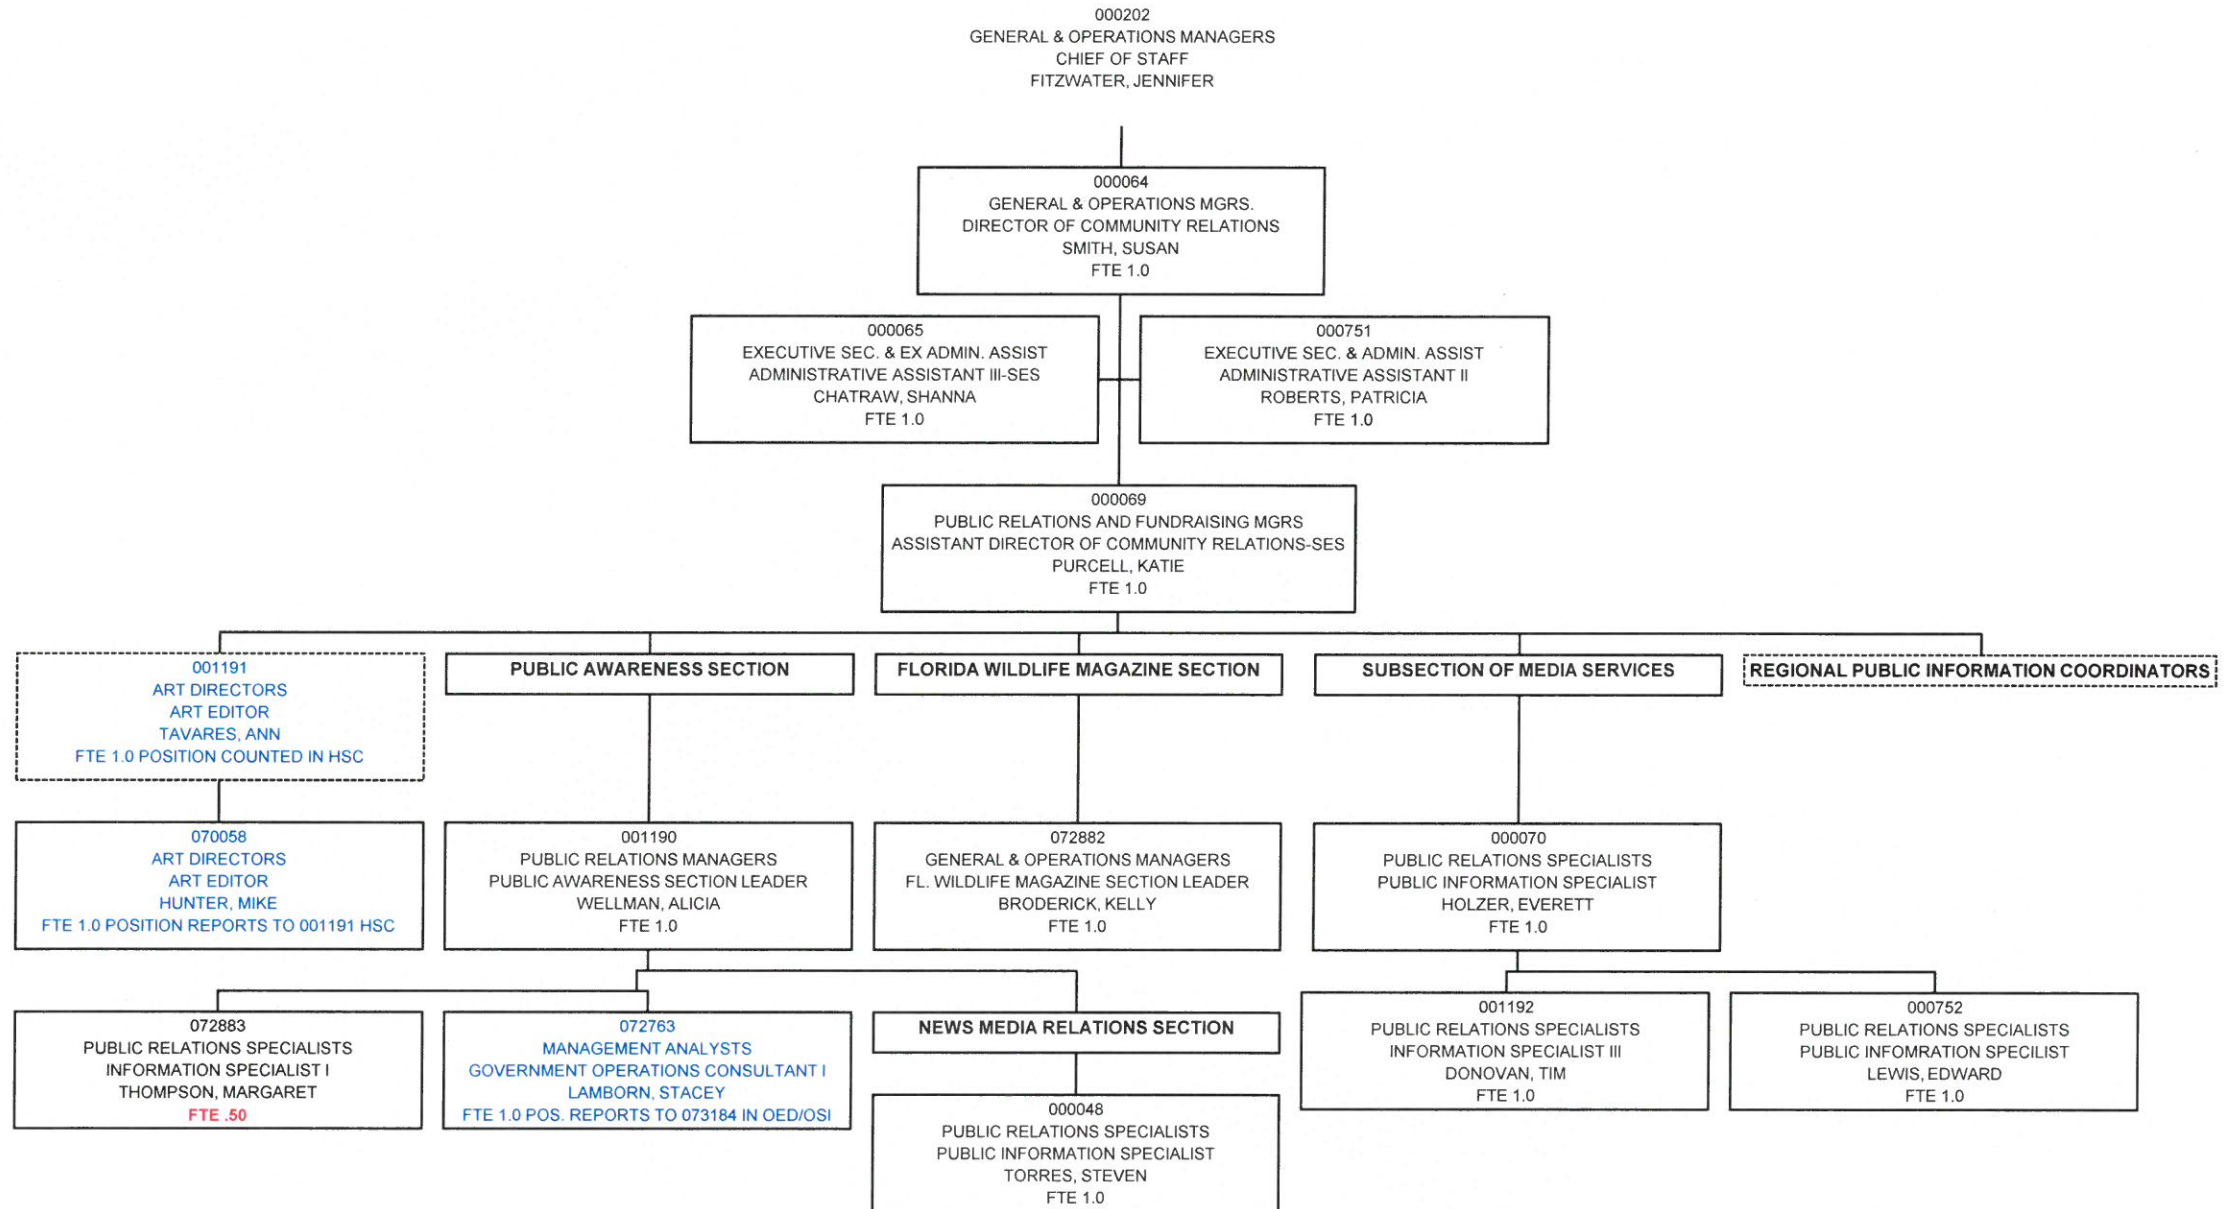 000202
GENERAL & OPERATIONS MANAGERS
CHIEF OF STAFF
FITZWATER, JENNIFER
000064
GENERAL & OPERATIONS MGRS.
DIRECTOR OF COMMUNITY RELATIONS
SMITH, SUSAN
FTE 1.0
000065
EXECUTIVE SEC. & EX ADMIN. ASSIST
ADMINISTRATIVE ASSISTANT III-SES
CHATRAW, SHANNA
FTE 1.0
000751
EXECUTIVE SEC. & ADMIN. ASSIST
ADMINISTRATIVE ASSISTANT II
ROBERTS, PATRICIA
FTE 1.0
000069
PUBLIC RELATIONS AND FUNDRAISING MGRS
ASSISTANT DIRECTOR OF COMMUNITY RELATIONS-SES
PURCELL, KATIE
FTE 1.0
001191
ART DIRECTORS
ART EDITOR
TAVARES, ANN
FTE 1.0 POSITION COUNTED IN HSC
PUBLIC AWARENESS SECTION
FLORIDA WILDLIFE MAGAZINE SECTION
SUBSECTION OF MEDIA SERVICES
REGIONAL PUBLIC INFORMATION COORDINATORS
070058
ART DIRECTORS
ART EDITOR
HUNTER, MIKE
FTE 1.0 POSITION REPORTS TO 001191 HSC
001190
PUBLIC RELATIONS MANAGERS
PUBLIC AWARENESS SECTION LEADER
WELLMAN, ALICIA
FTE 1.0
072882
GENERAL & OPERATIONS MANAGERS
FL. WILDLIFE MAGAZINE SECTION LEADER
BRODERICK, KELLY
FTE 1.0
000070
PUBLIC RELATIONS SPECIALISTS
PUBLIC INFORMATION SPECIALIST
HOLZER, EVERETT
FTE 1.0
072883
PUBLIC RELATIONS SPECIALISTS
INFORMATION SPECIALIST I
THOMPSON, MARGARET
FTE .50
072763
MANAGEMENT ANALYSTS
GOVERNMENT OPERATIONS CONSULTANT I
LAMBORN, STACEY
FTE 1.0 POS. REPORTS TO 073184 IN OED/OSI
NEWS MEDIA RELATIONS SECTION
000048
PUBLIC RELATIONS SPECIALISTS
PUBLIC INFORMATION SPECIALIST
TORRES, STEVEN
FTE 1.0
001192
PUBLIC RELATIONS SPECIALISTS
INFORMATION SPECIALIST III
DONOVAN, TIM
FTE 1.0
000752
PUBLIC RELATIONS SPECIALISTS
PUBLIC INFOMRATION SPECILIST
LEWIS, EDWARD
FTE 1.0